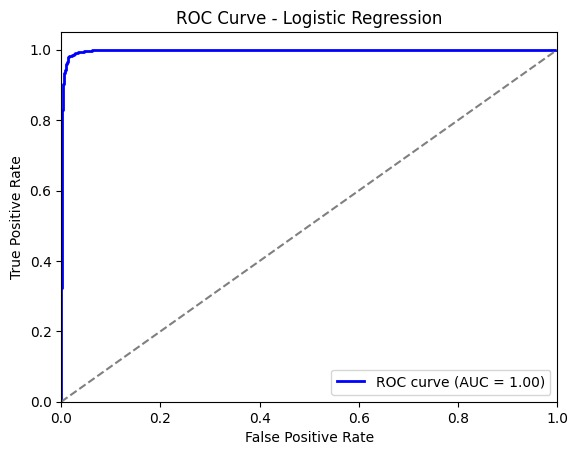 ROC Curve - Logistic Regression
1.0
0.8
0.6
0.4
0.2
0.0
True Positive Rate
ROC curve (AUC = 1.00)
0.0 0.2 0.4 0.6 0.8 1.0
False Positive Rate